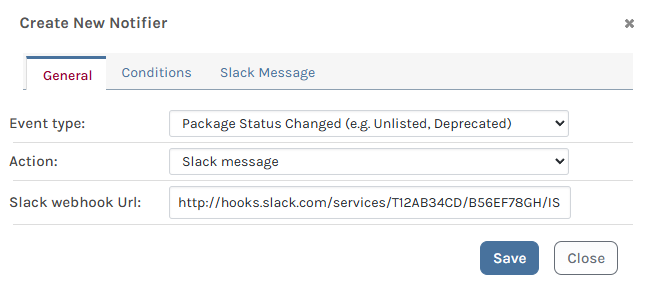 Create New Notifier
General Conditions Slack Message
Event type: Package Status Changed (e.g. Unlisted, Deprecated)
Action: Slack message
Slack webhook Url: http://hooks.slack.com/services/T12AB34CD/B56EF78GH/IS
Save Close